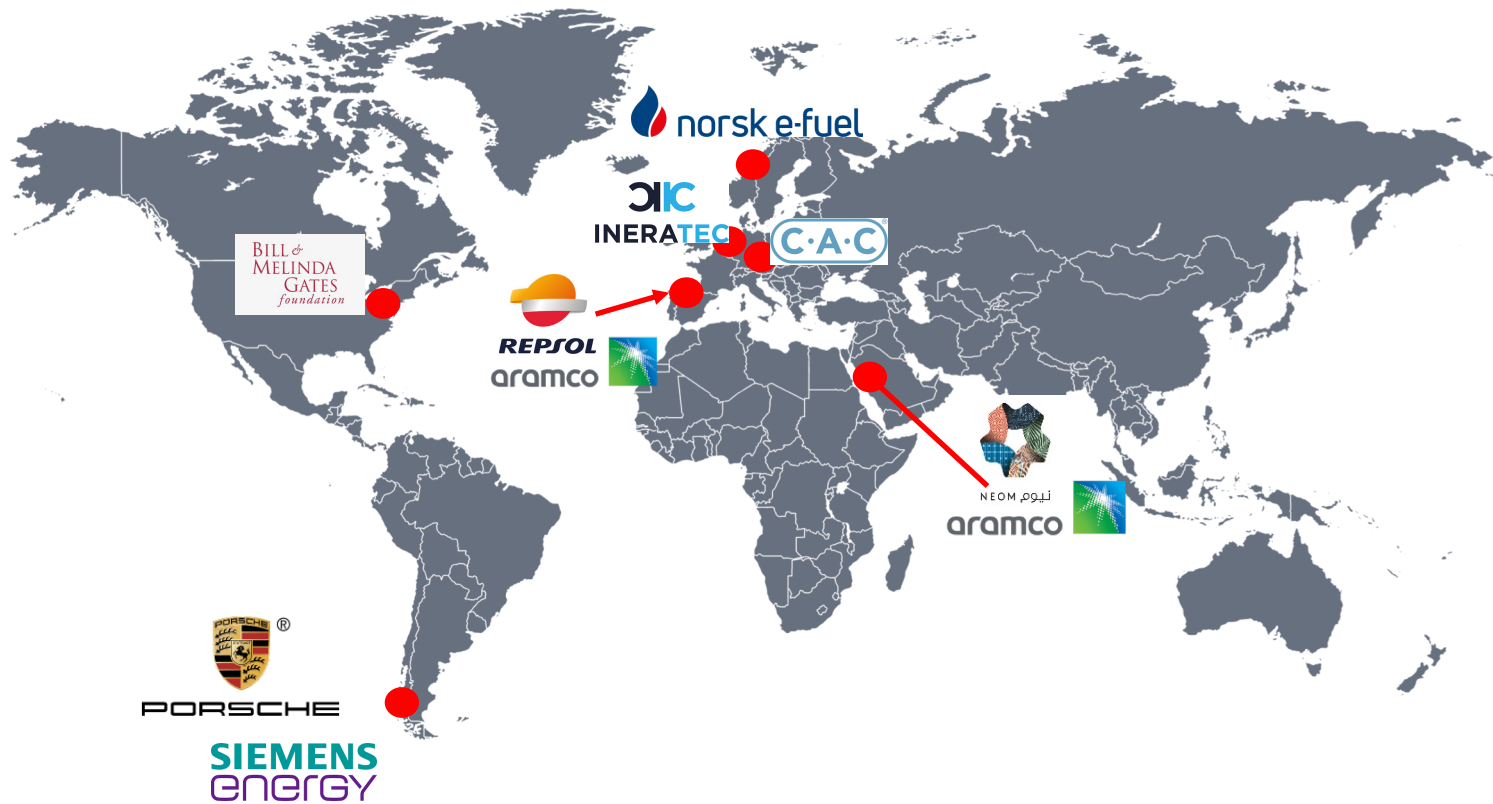 norsk e-fuel
INERATEC
C·A·C
BILL &
MELINDA
GATES
foundation
REPSOL
aramco
NEOM نيوم
aramco
PORSCHE
®
PORSCHE
SIEMENS
energy